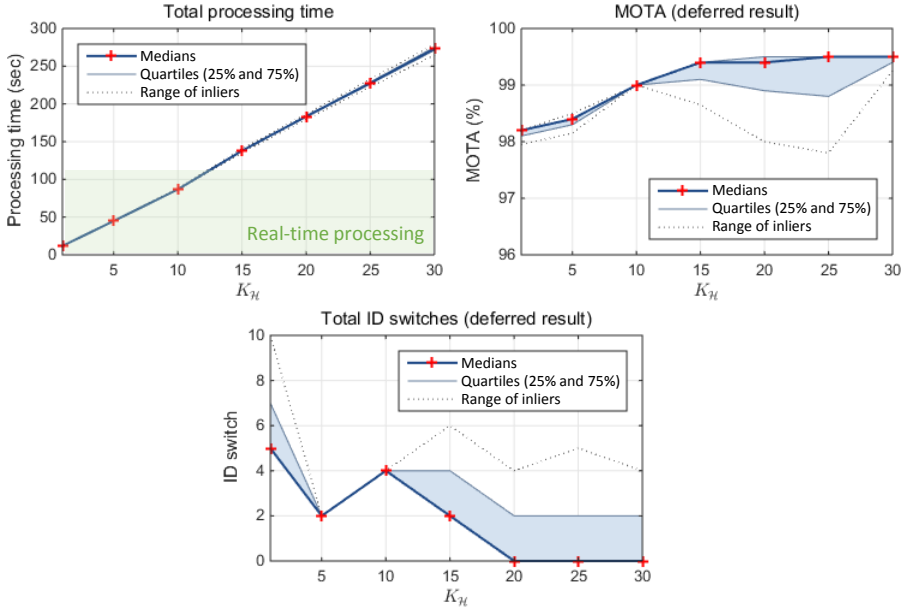 Total processing time
Processing time (sec)
300
250
200
150
100
50
0
Medians
Quartiles (25% and 75%)
Range of inliers
Real-time processing
5 10 15 20 25 30
K_ℋ
MOTA (deferred result)
MOTA (%)
100
99
98
97
96
Medians
Quartiles (25% and 75%)
Range of inliers
5 10 15 20 25 30
K_ℋ
Total ID switches (deferred result)
ID switch
10
8
6
4
2
0
Medians
Quartiles (25% and 75%)
Range of inliers
5 10 15 20 25 30
K_ℋ